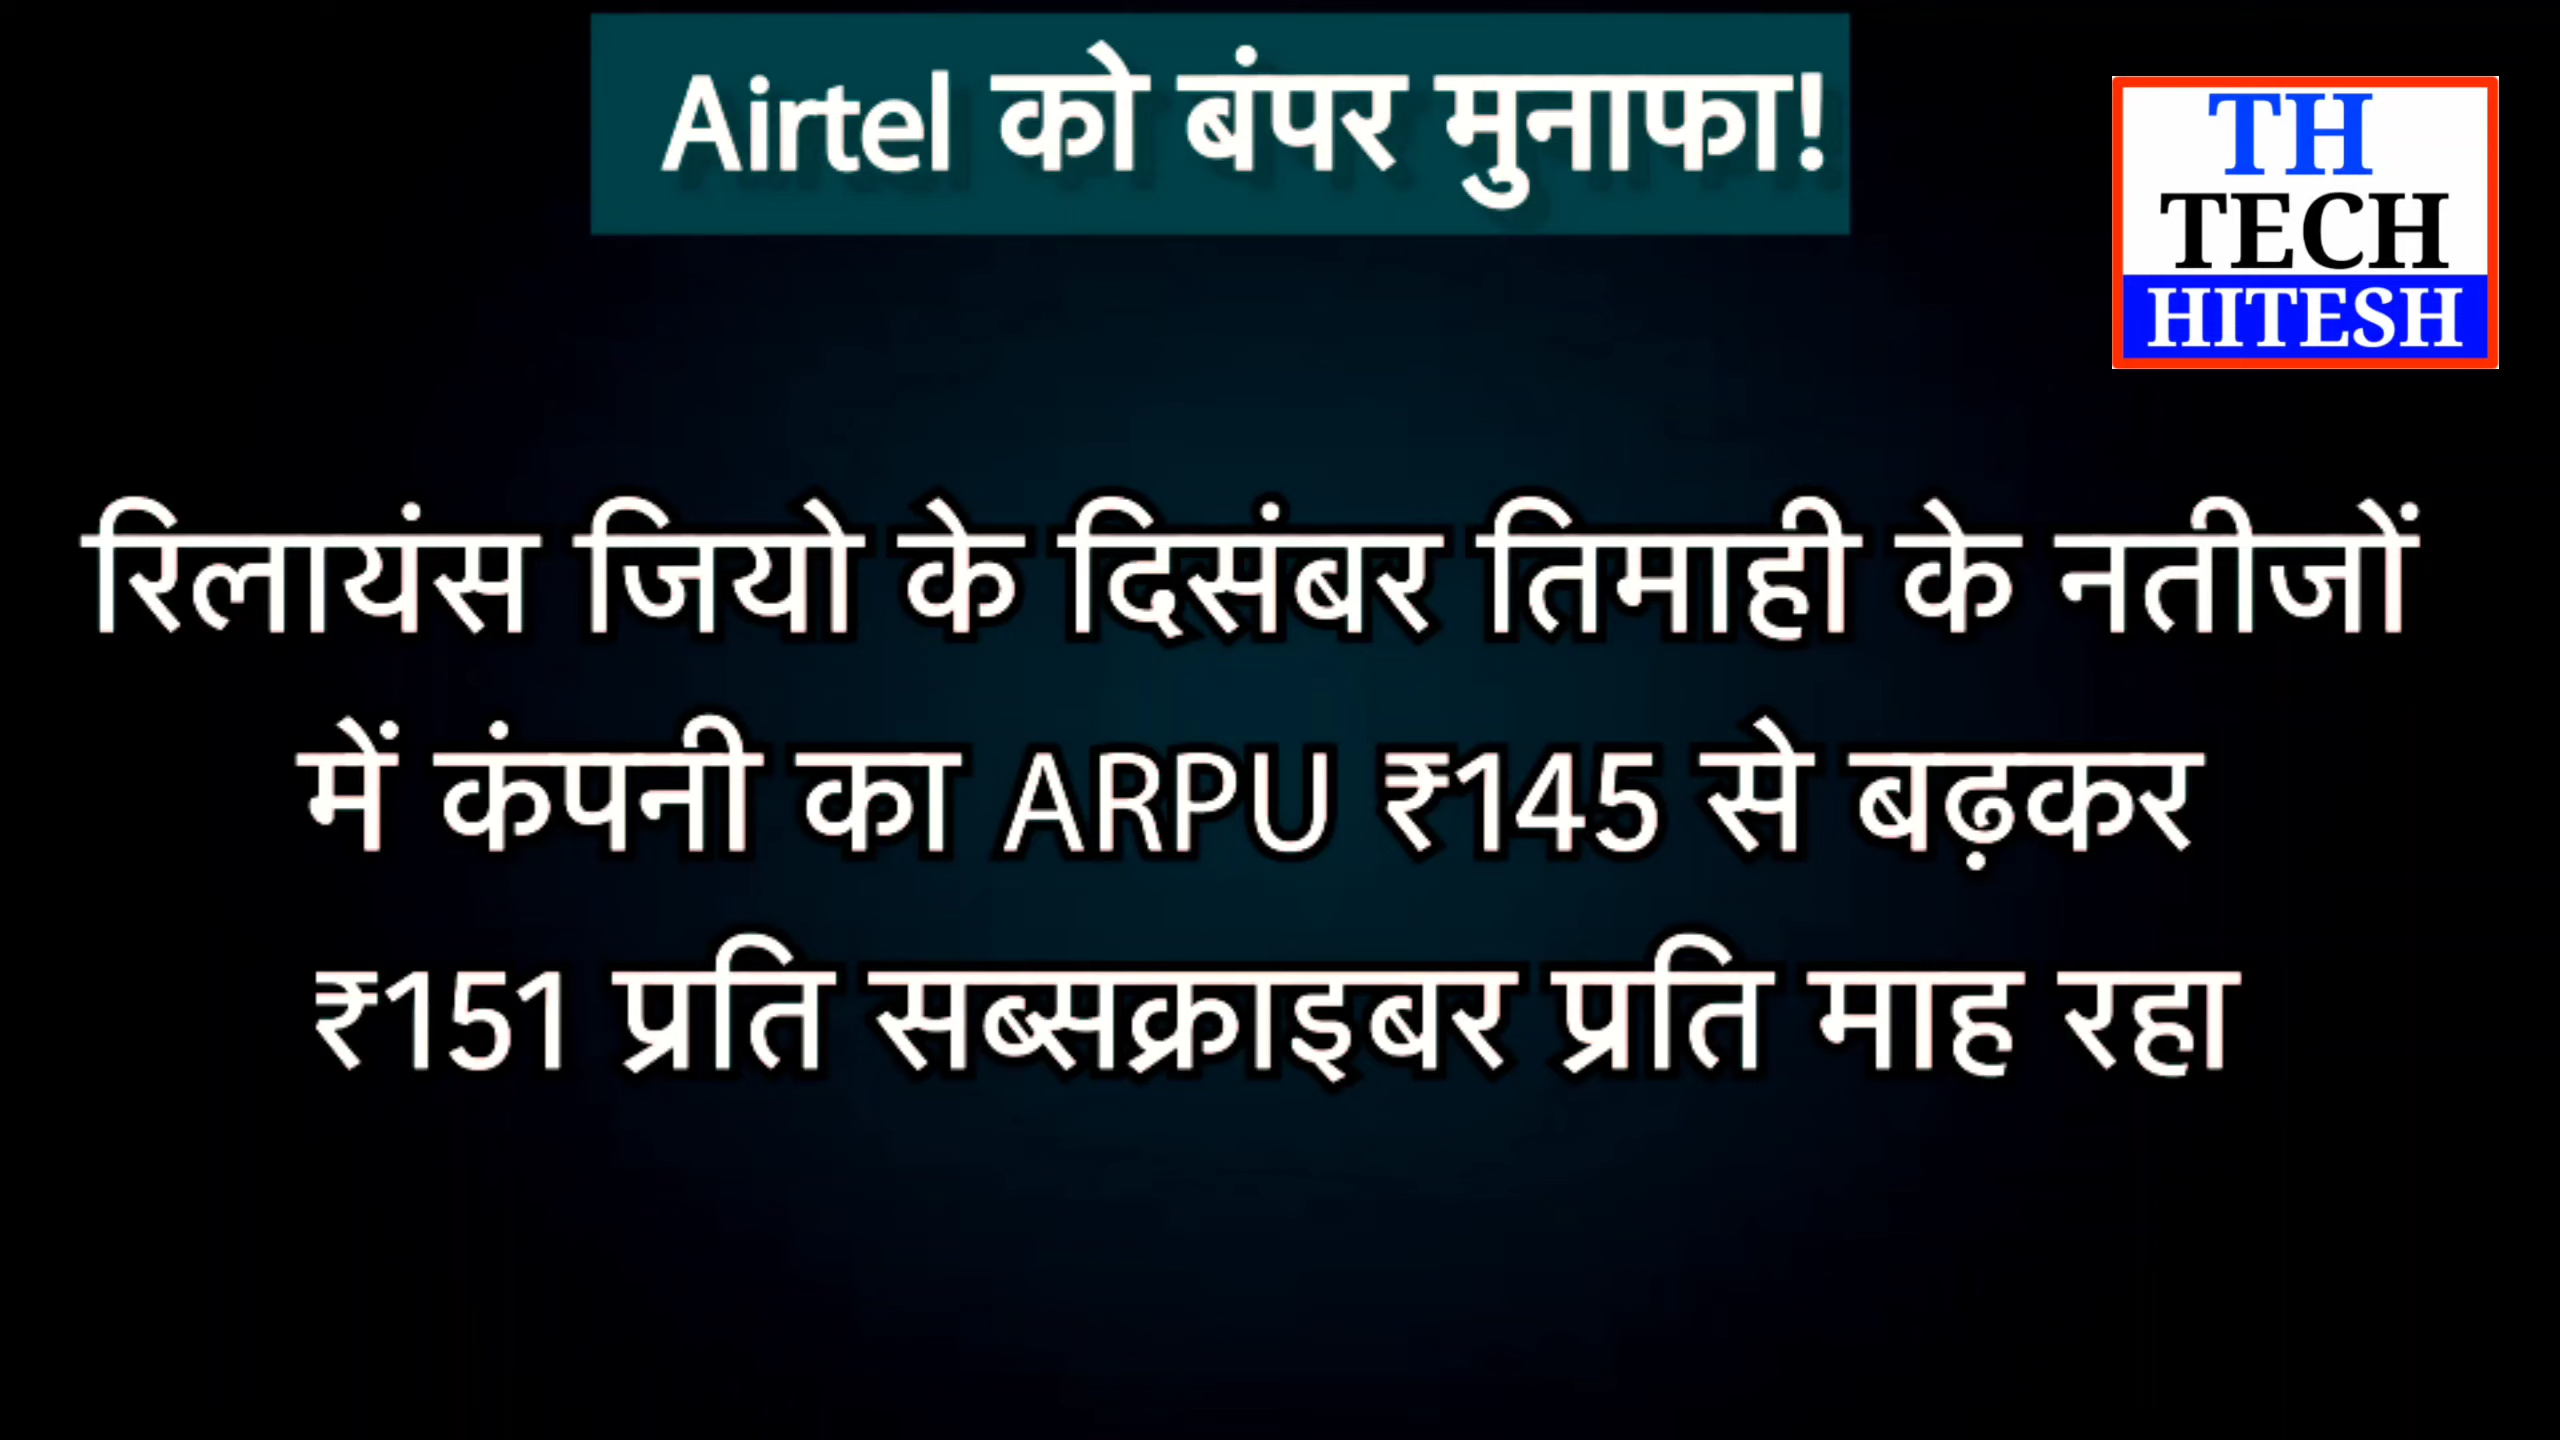 Airtel को बंपर मुनाफा!
TH
TECH
HITESH
रिलायंस जियो के दिसंबर तिमाही के नतीजों
में कंपनी का ARPU ₹145 से बढ़कर
₹151 प्रति सब्सक्राइबर प्रति माह रहा